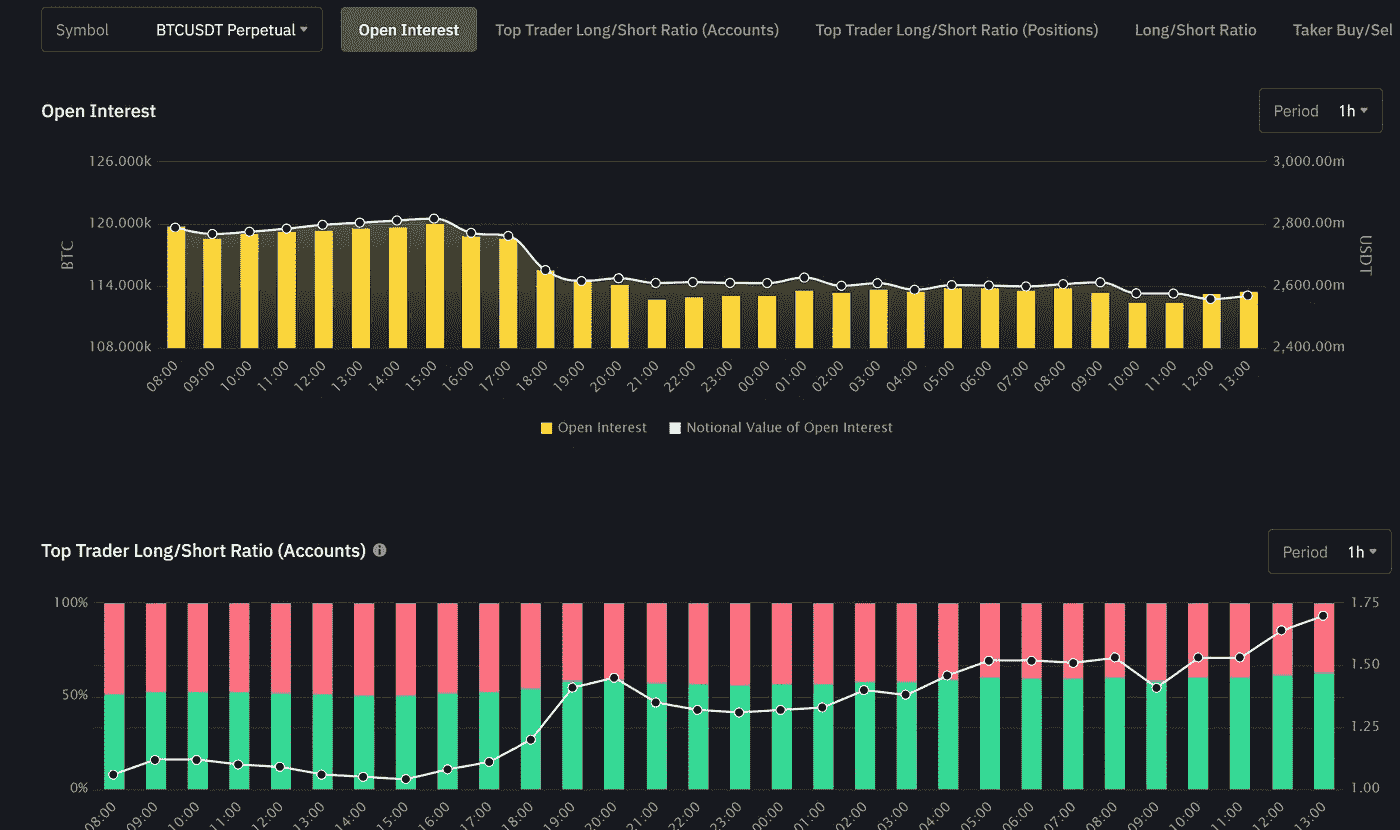 Symbol BTCUSDT Perpetual Open Interest Top Trader Long/Short Ratio (Accounts) Top Trader Long/Short Ratio (Positions) Long/Short Ratio Taker Buy/Sel
Open Interest Period 1h
126.000k 3,000.00m
120.000k 2,800.00m
BTC USDT
114.000k 2,600.00m
108.000k 2,400.00m
08:00 09:00 10:00 11:00 12:00 13:00 14:00 15:00 16:00 17:00 18:00 19:00 20:00 21:00 22:00 23:00 00:00 01:00 02:00 03:00 04:00 05:00 06:00 07:00 08:00 09:00 10:00 11:00 12:00 13:00
Open Interest Notional Value of Open Interest
Top Trader Long/Short Ratio (Accounts) Period 1h
100% 1.75
1.50
50%
1.25
0% 1.00
08:00 09:00 10:00 11:00 12:00 13:00 14:00 15:00 16:00 17:00 18:00 19:00 20:00 21:00 22:00 23:00 00:00 01:00 02:00 03:00 04:00 05:00 06:00 07:00 08:00 09:00 10:00 11:00 12:00 13:00